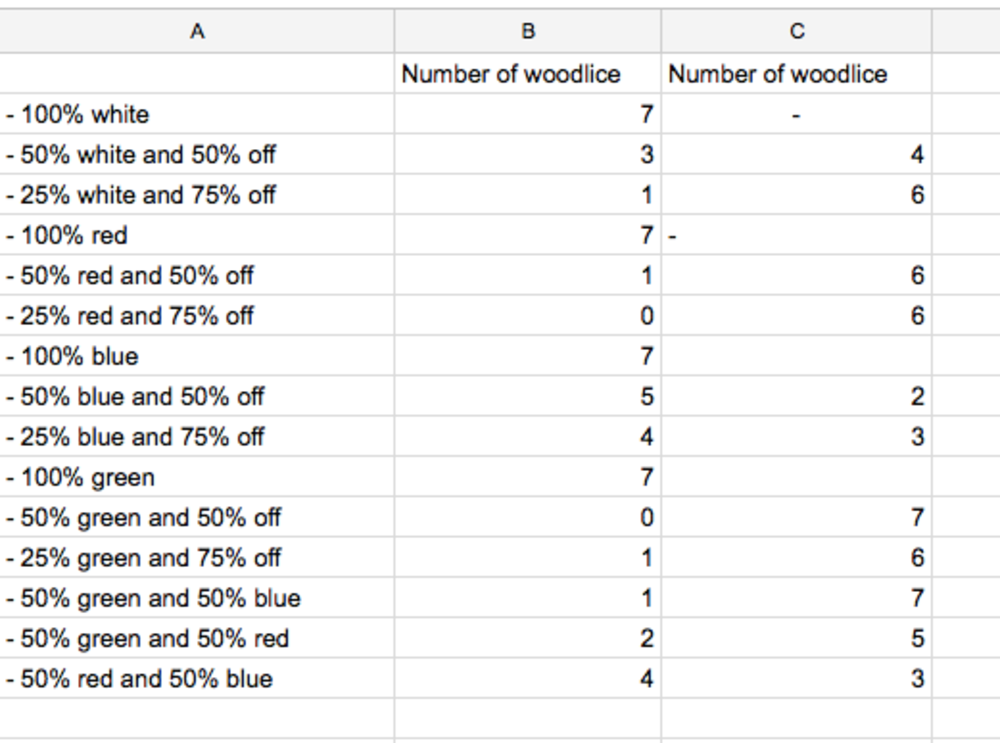 A B C
Number of woodlice Number of woodlice
- 100% white 7 -
- 50% white and 50% off 3 4
- 25% white and 75% off 1 6
- 100% red 7 -
- 50% red and 50% off 1 6
- 25% red and 75% off 0 6
- 100% blue 7
- 50% blue and 50% off 5 2
- 25% blue and 75% off 4 3
- 100% green 7
- 50% green and 50% off 0 7
- 25% green and 75% off 1 6
- 50% green and 50% blue 1 7
- 50% green and 50% red 2 5
- 50% red and 50% blue 4 3